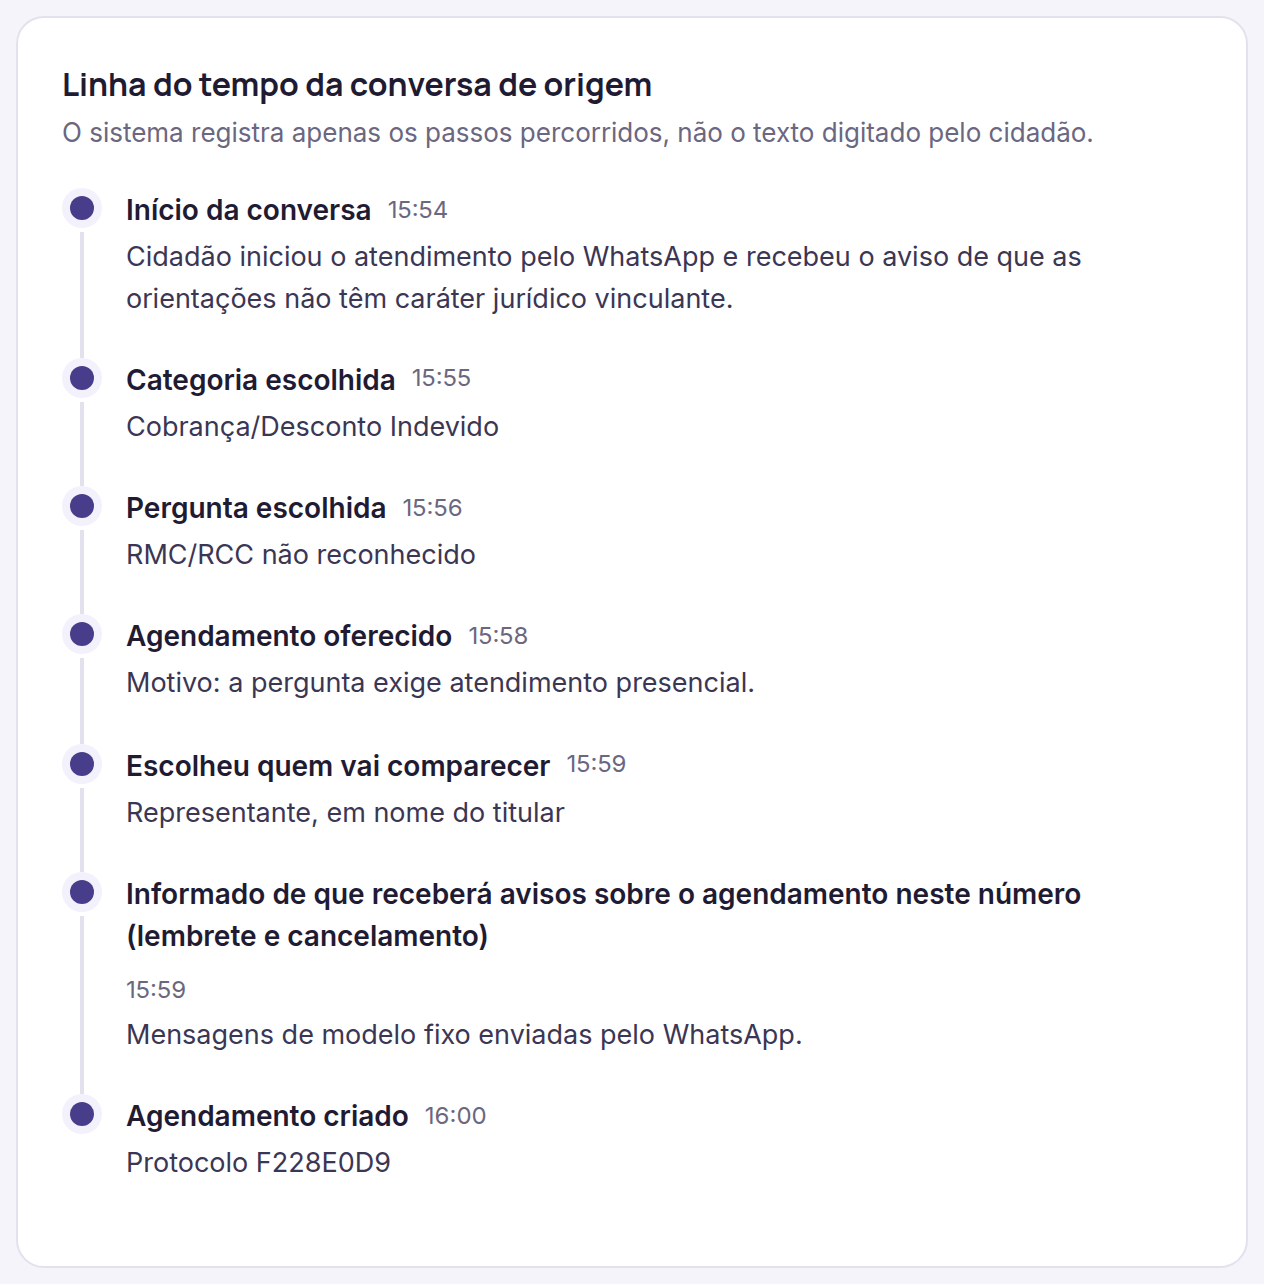 Linha do tempo da conversa de origem
O sistema registra apenas os passos percorridos, não o texto digitado pelo cidadão.
Início da conversa 15:54
Cidadão iniciou o atendimento pelo WhatsApp e recebeu o aviso de que as
orientações não têm caráter jurídico vinculante.
Categoria escolhida 15:55
Cobrança/Desconto Indevido
Pergunta escolhida 15:56
RMC/RCC não reconhecido
Agendamento oferecido 15:58
Motivo: a pergunta exige atendimento presencial.
Escolheu quem vai comparecer 15:59
Representante, em nome do titular
Informado de que receberá avisos sobre o agendamento neste número
(lembrete e cancelamento)
15:59
Mensagens de modelo fixo enviadas pelo WhatsApp.
Agendamento criado 16:00
Protocolo F228E0D9